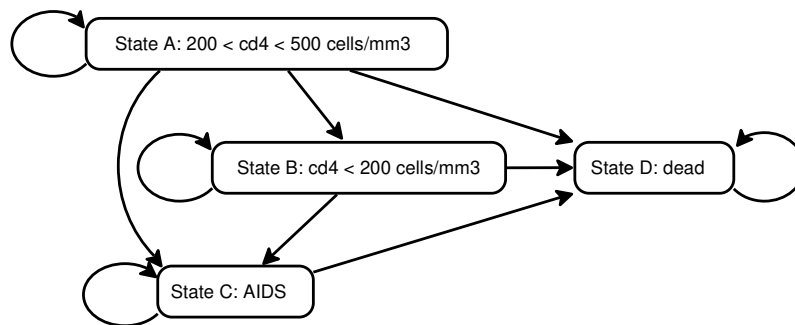 State A: 200 < cd4 < 500 cells/mm3
State B: cd4 < 200 cells/mm3
State D: dead
State C: AIDS